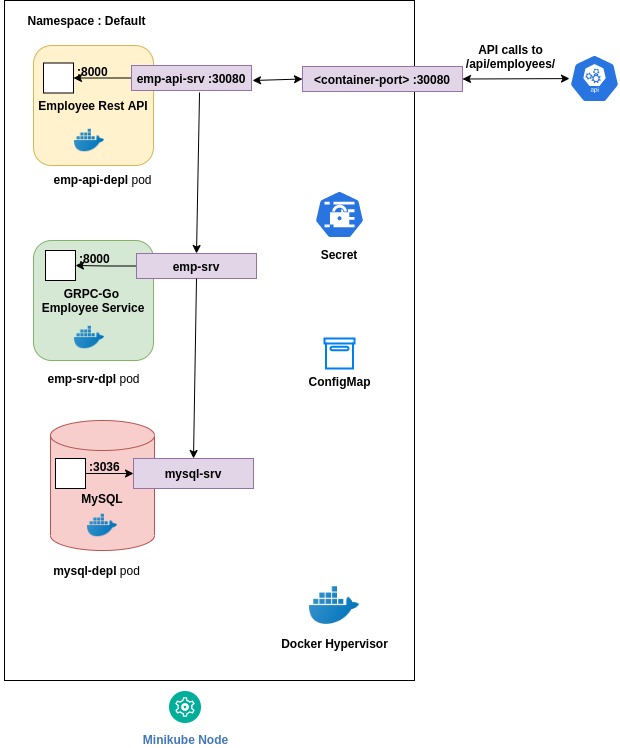 Namespace : Default
:8000
emp-api-srv :30080
<container-port> :30080
API calls to
/api/employees/
api
Employee Rest API
emp-api-depl pod
Secret
:8000
emp-srv
GRPC-Go
Employee Service
emp-srv-dpl pod
ConfigMap
:3036
mysql-srv
MySQL
mysql-depl pod
Docker Hypervisor
Minikube Node